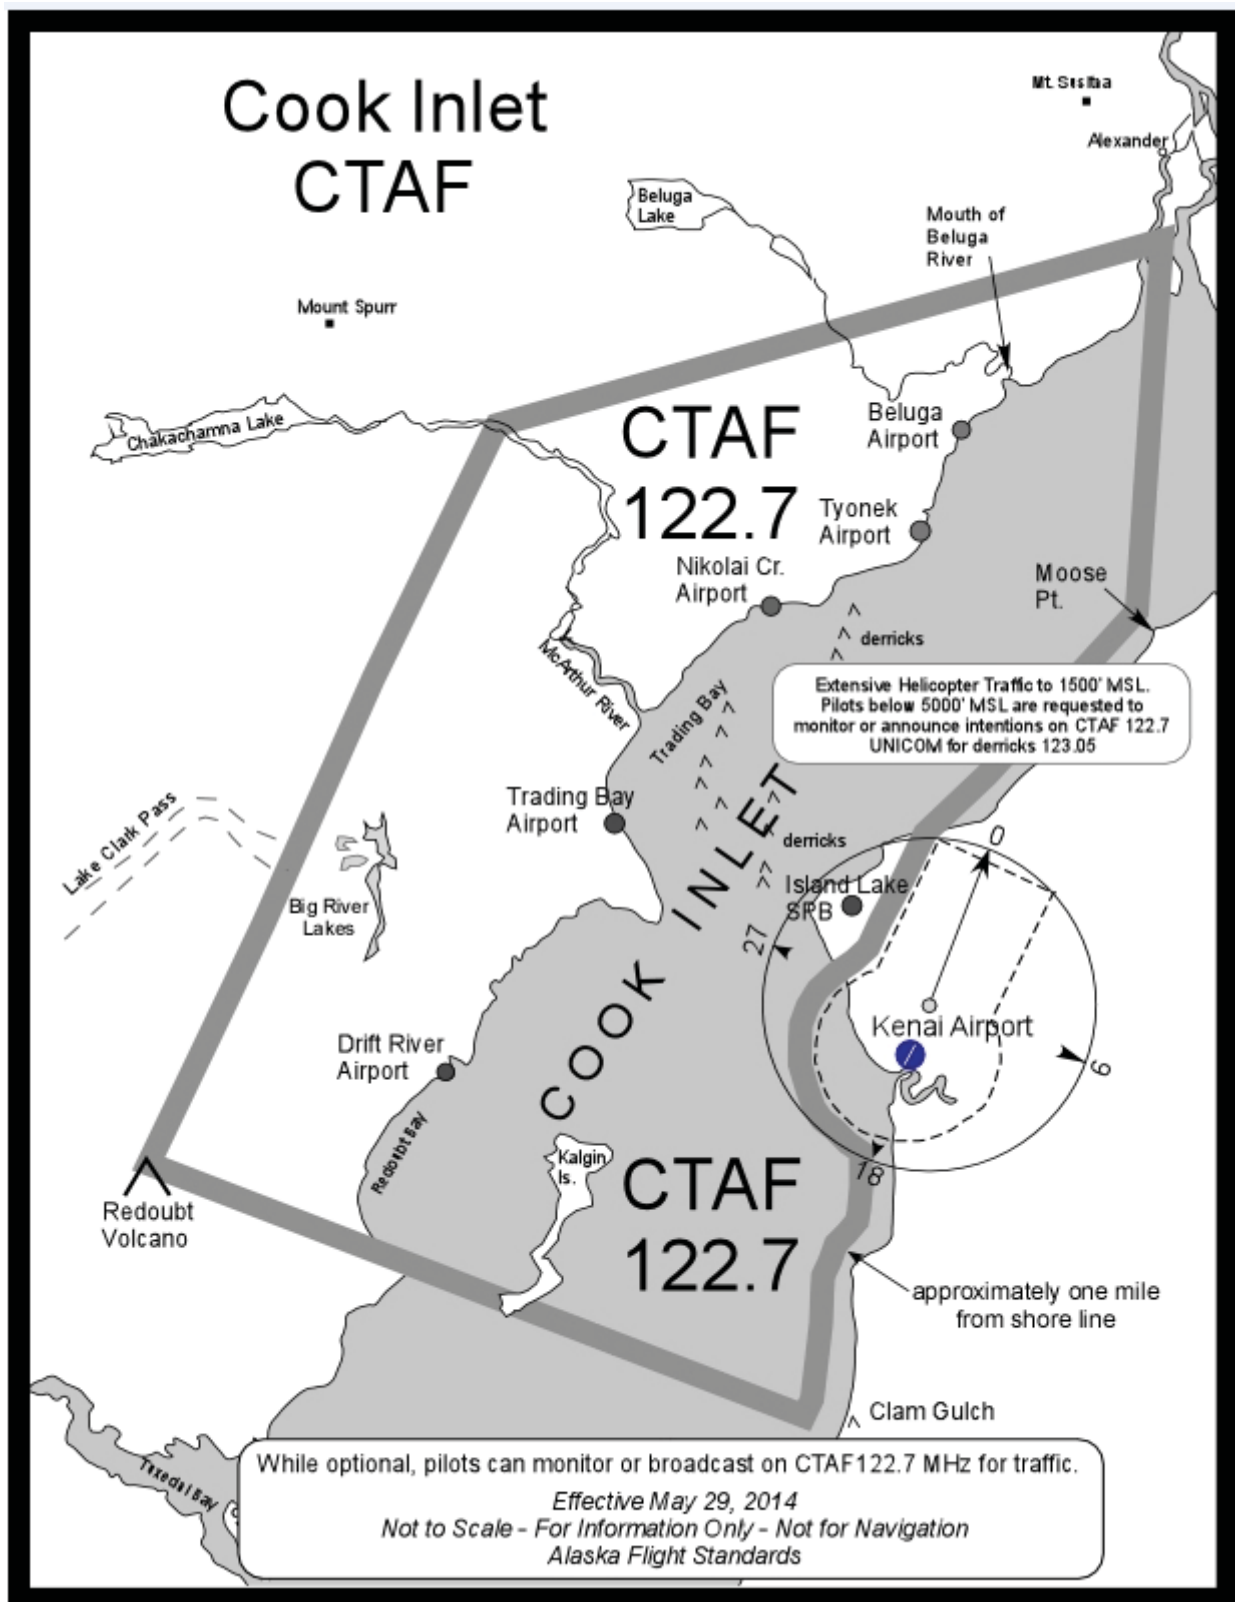 Cook Inlet
CTAF
Mt. Susitna
Alexander
Beluga
Lake
Mouth of
Beluga
River
Mount Spurr
Chakachamna Lake
CTAF
122.7
Beluga
Airport
Tyonek
Airport
Nikolai Cr.
Airport
Moose
Pt.
derricks
McArthur River
Trading Bay
Extensive Helicopter Traffic to 1500' MSL.
Pilots below 5000' MSL are requested to
monitor or announce intentions on CTAF 122.7
UNICOM for derricks 123.05
Trading Bay
Airport
Lake Clark Pass
derricks
0
Island Lake
SPB
Big River
Lakes
27
COOK INLET
Kenai Airport
Drift River
Airport
9
Redoubt Bay
Kalgin
Is.
CTAF
122.7
18
Redoubt
Volcano
approximately one mile
from shore line
Clam Gulch
Tuxedni Bay
While optional, pilots can monitor or broadcast on CTAF122.7 MHz for traffic.
Effective May 29, 2014
Not to Scale - For Information Only - Not for Navigation
Alaska Flight Standards